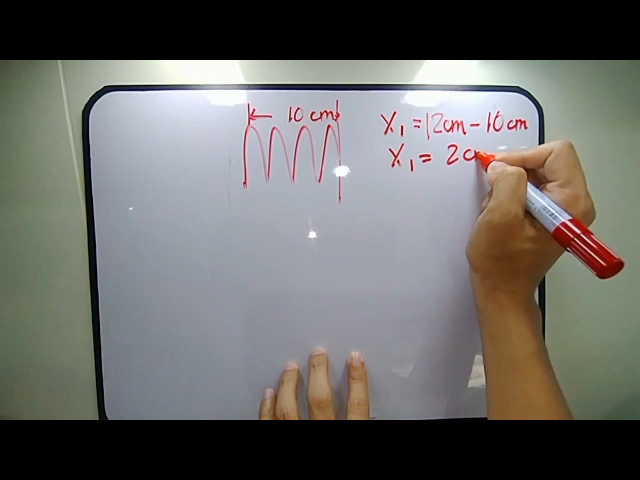 10 cm
X₁ = 12cm - 10cm
X₁ = 2c